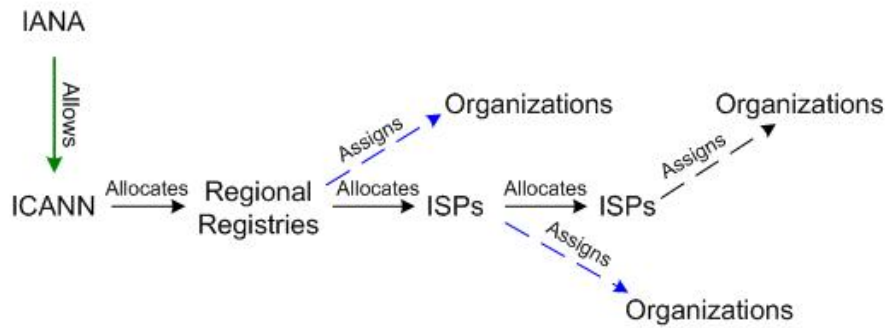 IANA
Allows
Organizations
Organizations
Assigns
Assigns
ICANN
Allocates
Regional
Registries
Allocates
ISPs
Allocates
ISPs
Assigns
Organizations